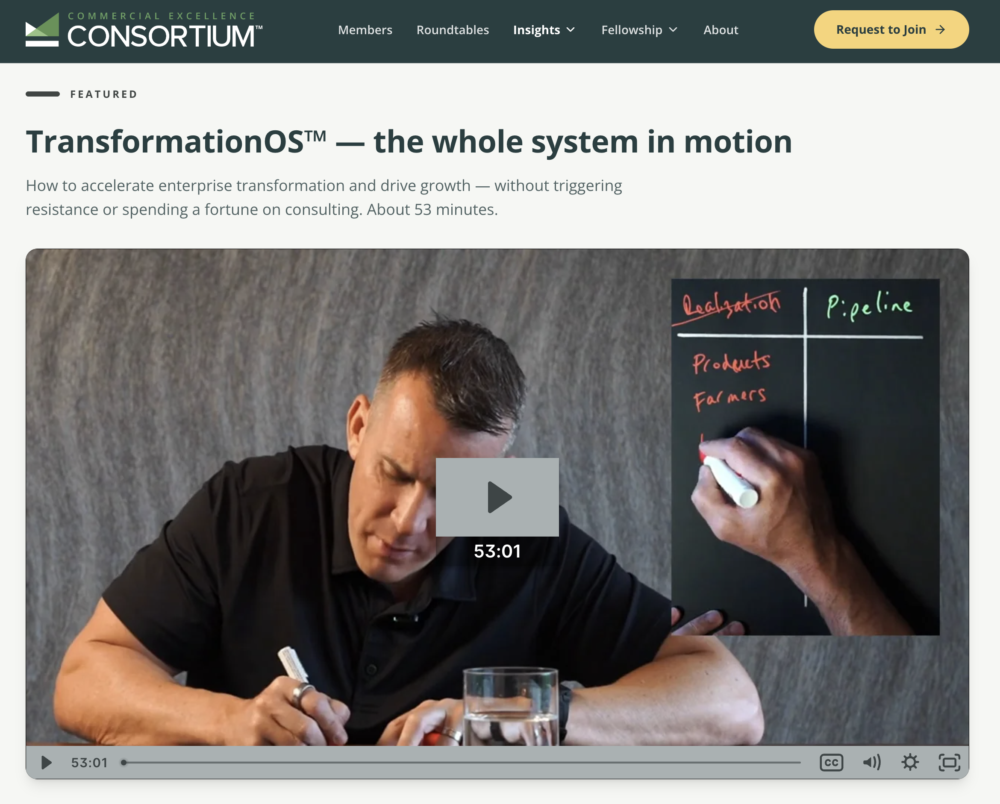 COMMERCIAL EXCELLENCE
CONSORTIUM™
Members Roundtables Insights Fellowship About Request to Join →
FEATURED
TransformationOS™ — the whole system in motion
How to accelerate enterprise transformation and drive growth — without triggering
resistance or spending a fortune on consulting. About 53 minutes.
Realization Pipeline
Products
Farmers
53:01
53:01 CC